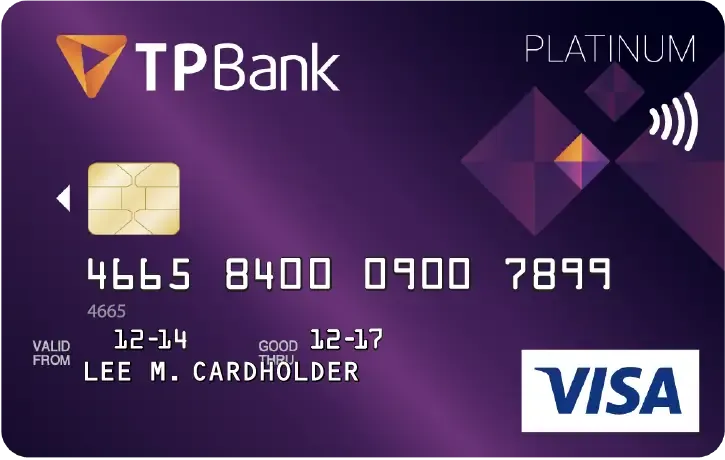 TPBank
PLATINUM
4665 8400 0900 7899
4665
VALID FROM 12-14 GOOD THRU 12-17
LEE M. CARDHOLDER
VISA